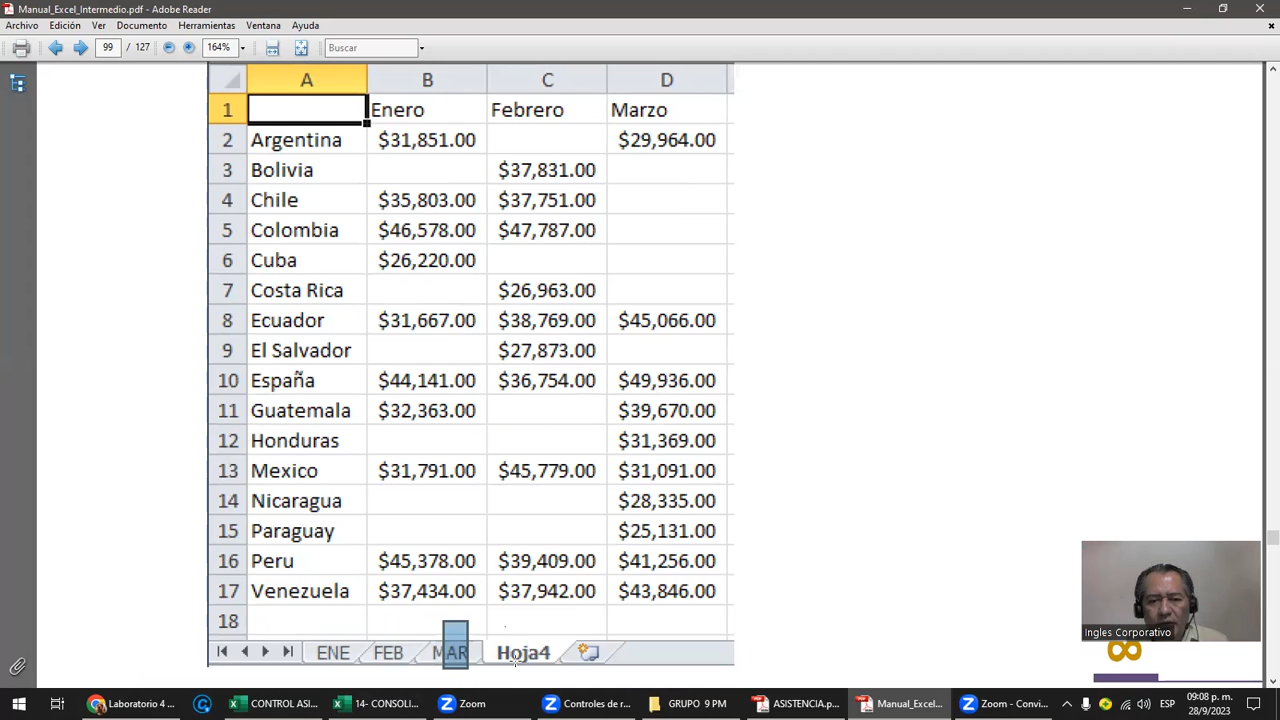 Manual_Excel_Intermedio.pdf - Adobe Reader
Archivo Edición Ver Documento Herramientas Ventana Ayuda
99 / 127 164% Buscar
A B C D
1 Enero Febrero Marzo
2 Argentina $31,851.00 $29,964.00
3 Bolivia $37,831.00
4 Chile $35,803.00 $37,751.00
5 Colombia $46,578.00 $47,787.00
6 Cuba $26,220.00
7 Costa Rica $26,963.00
8 Ecuador $31,667.00 $38,769.00 $45,066.00
9 El Salvador $27,873.00
10 España $44,141.00 $36,754.00 $49,936.00
11 Guatemala $32,363.00 $39,670.00
12 Honduras $31,369.00
13 Mexico $31,791.00 $45,779.00 $31,091.00
14 Nicaragua $28,335.00
15 Paraguay $25,131.00
16 Peru $45,378.00 $39,409.00 $41,256.00
17 Venezuela $37,434.00 $37,942.00 $43,846.00
18
ENE FEB MAR Hoja4
Ingles Corporativo
8
Laboratorio 4 ... CONTROL ASI... 14- CONSOLI... Zoom Controles de r... GRUPO 9 PM ASISTENCIA.p... Manual_Excel... Zoom - Convi... ESP
09:08 p. m.
28/9/2023